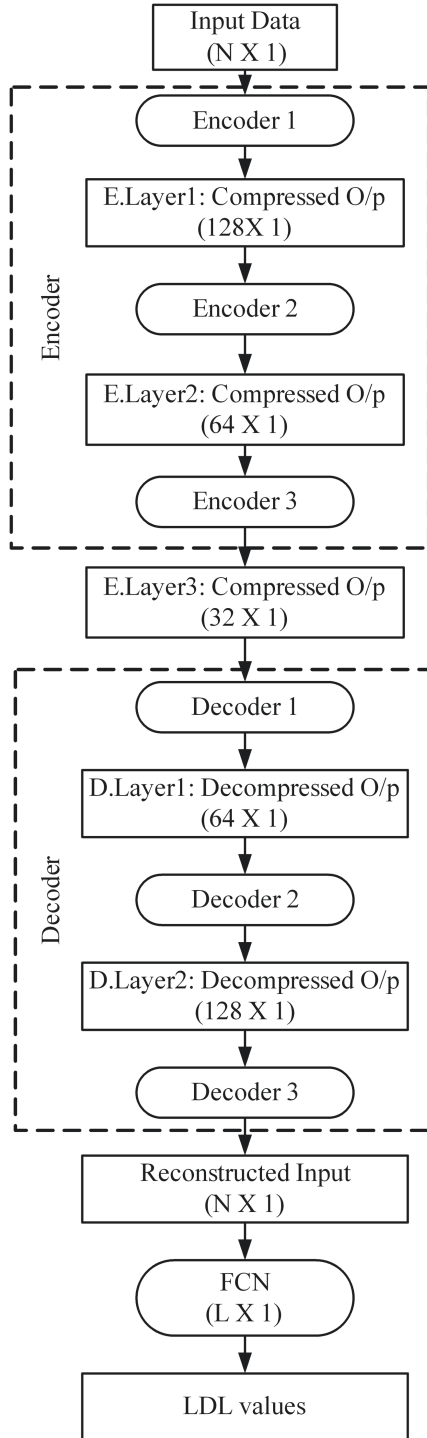 Input Data
(N X 1)
Encoder 1
E.Layer1: Compressed O/p
(128X 1)
Encoder 2
Encoder
E.Layer2: Compressed O/p
(64 X 1)
Encoder 3
E.Layer3: Compressed O/p
(32 X 1)
Decoder 1
D.Layer1: Decompressed O/p
(64 X 1)
Decoder 2
Decoder
D.Layer2: Decompressed O/p
(128 X 1)
Decoder 3
Reconstructed Input
(N X 1)
FCN
(L X 1)
LDL values